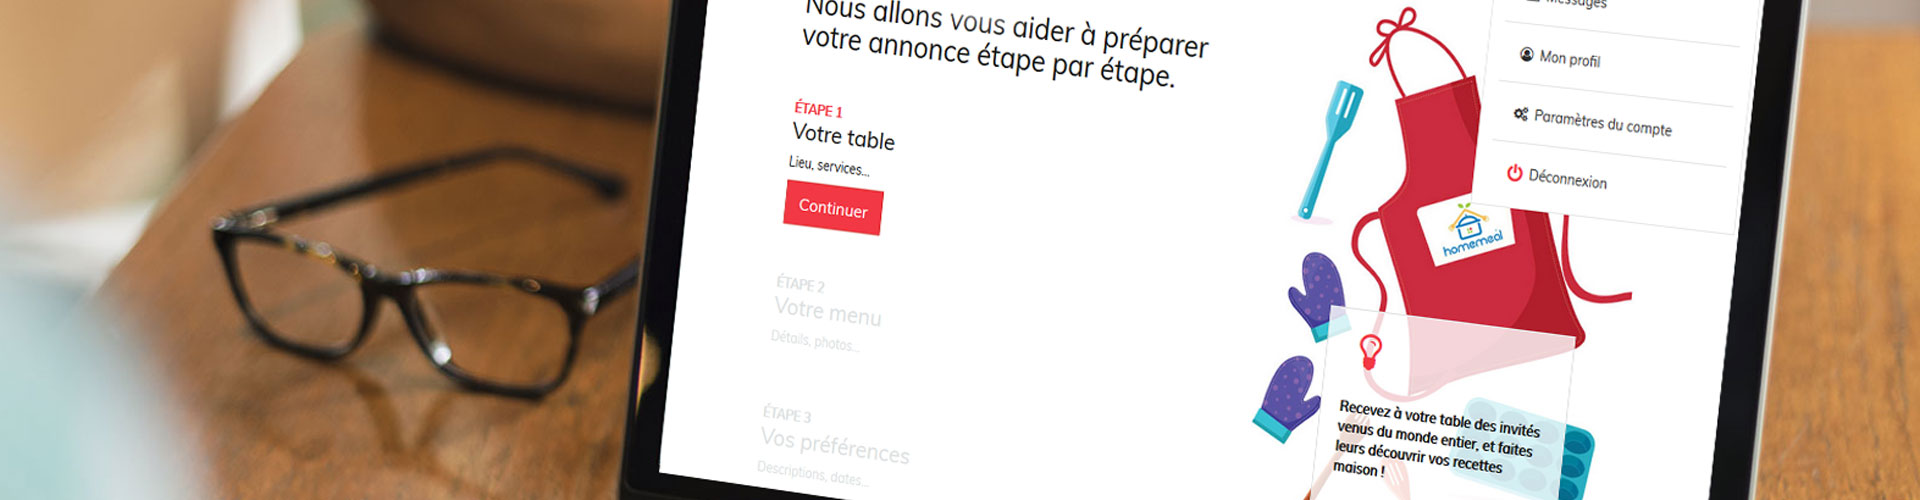 Nous allons vous aider à préparer
votre annonce étape par étape.
ÉTAPE 1
Votre table
Lieu, services...
Continuer
ÉTAPE 2
Votre menu
Détails, photos...
ÉTAPE 3
Vos préférences
Descriptions, dates...
Messages
Mon profil
Paramètres du compte
Déconnexion
homemeal
Recevez à votre table des invités
venus du monde entier, et faites
leurs découvrir vos recettes
maison !